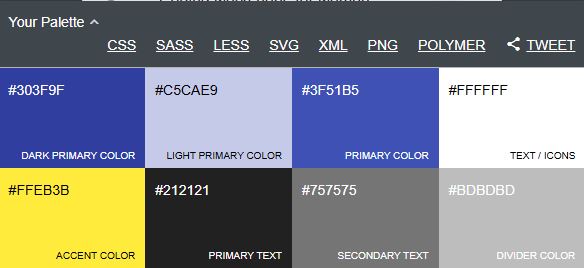 Your Palette
CSS SASS LESS SVG XML PNG POLYMER TWEET
#303F9F #C5CAE9 #3F51B5 #FFFFFF
DARK PRIMARY COLOR LIGHT PRIMARY COLOR PRIMARY COLOR TEXT / ICONS
#FFEB3B #212121 #757575 #BDBDBD
ACCENT COLOR PRIMARY TEXT SECONDARY TEXT DIVIDER COLOR